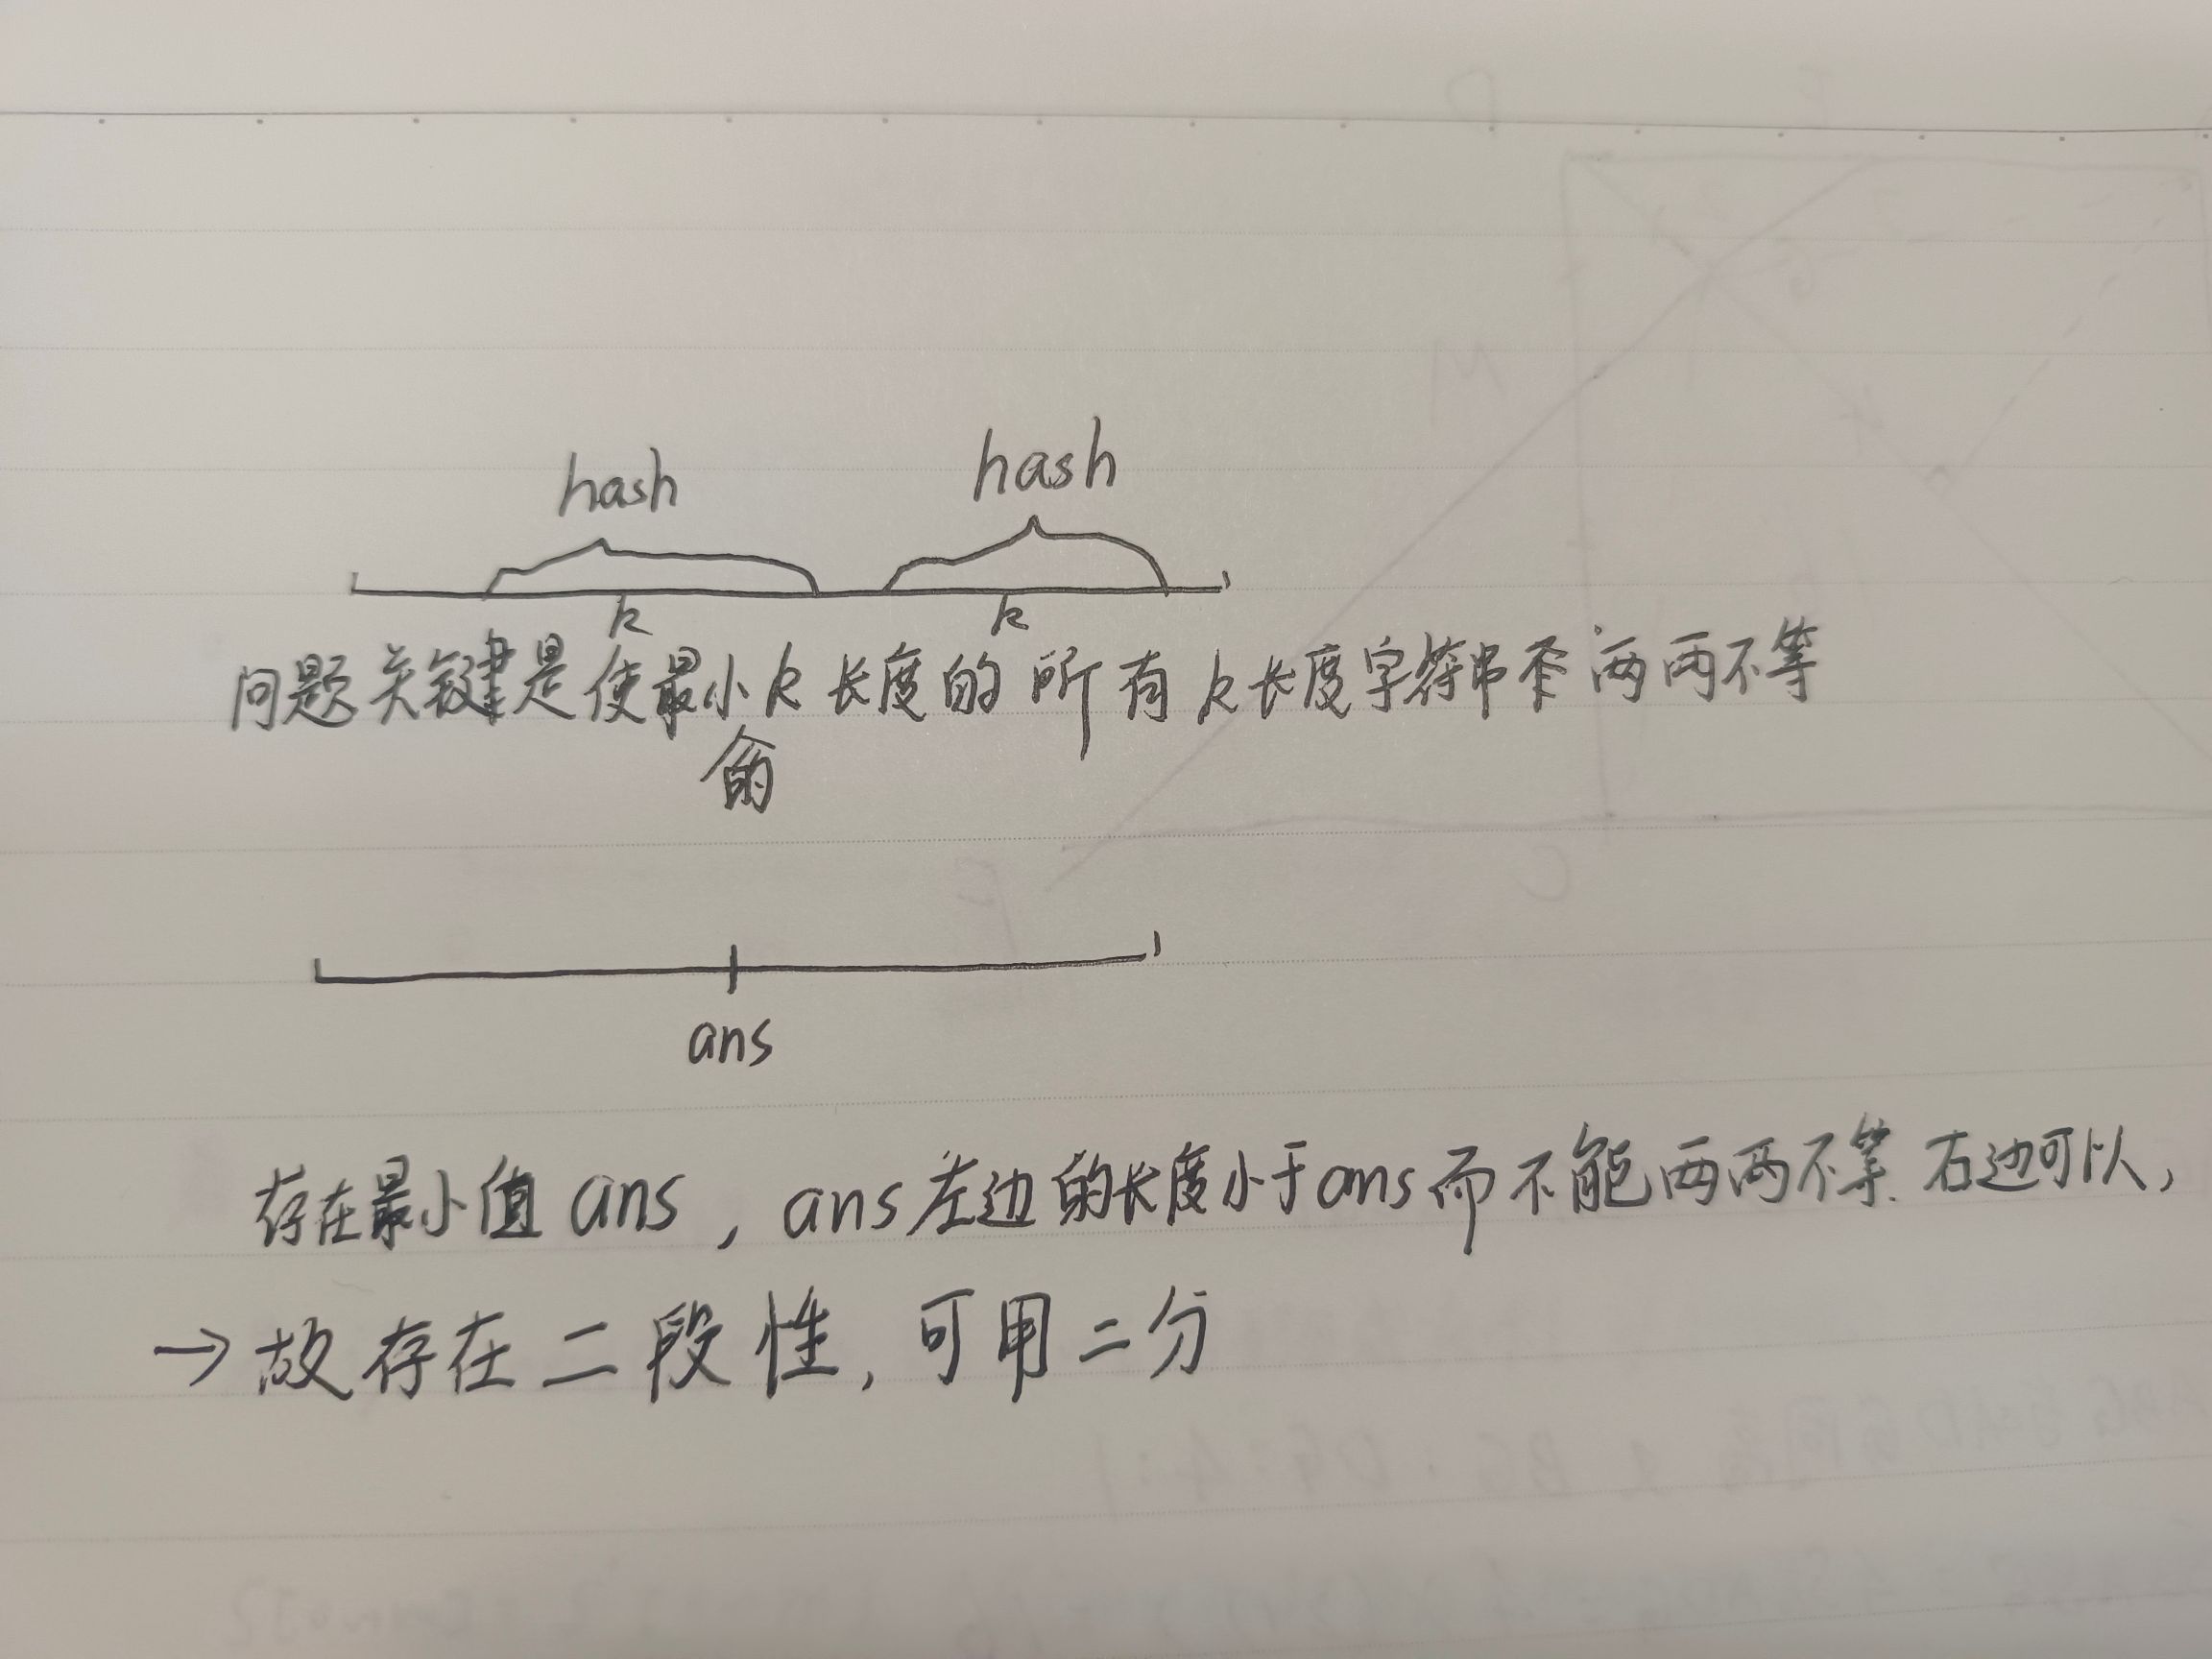 hash hash
k k
问题关键是使最小k长度的所有k长度字符串 两两不等
的
ans
存在最小值ans，ans左边的长度小于ans而不能两两不等.右边可以，
→故存在二段性，可用二分